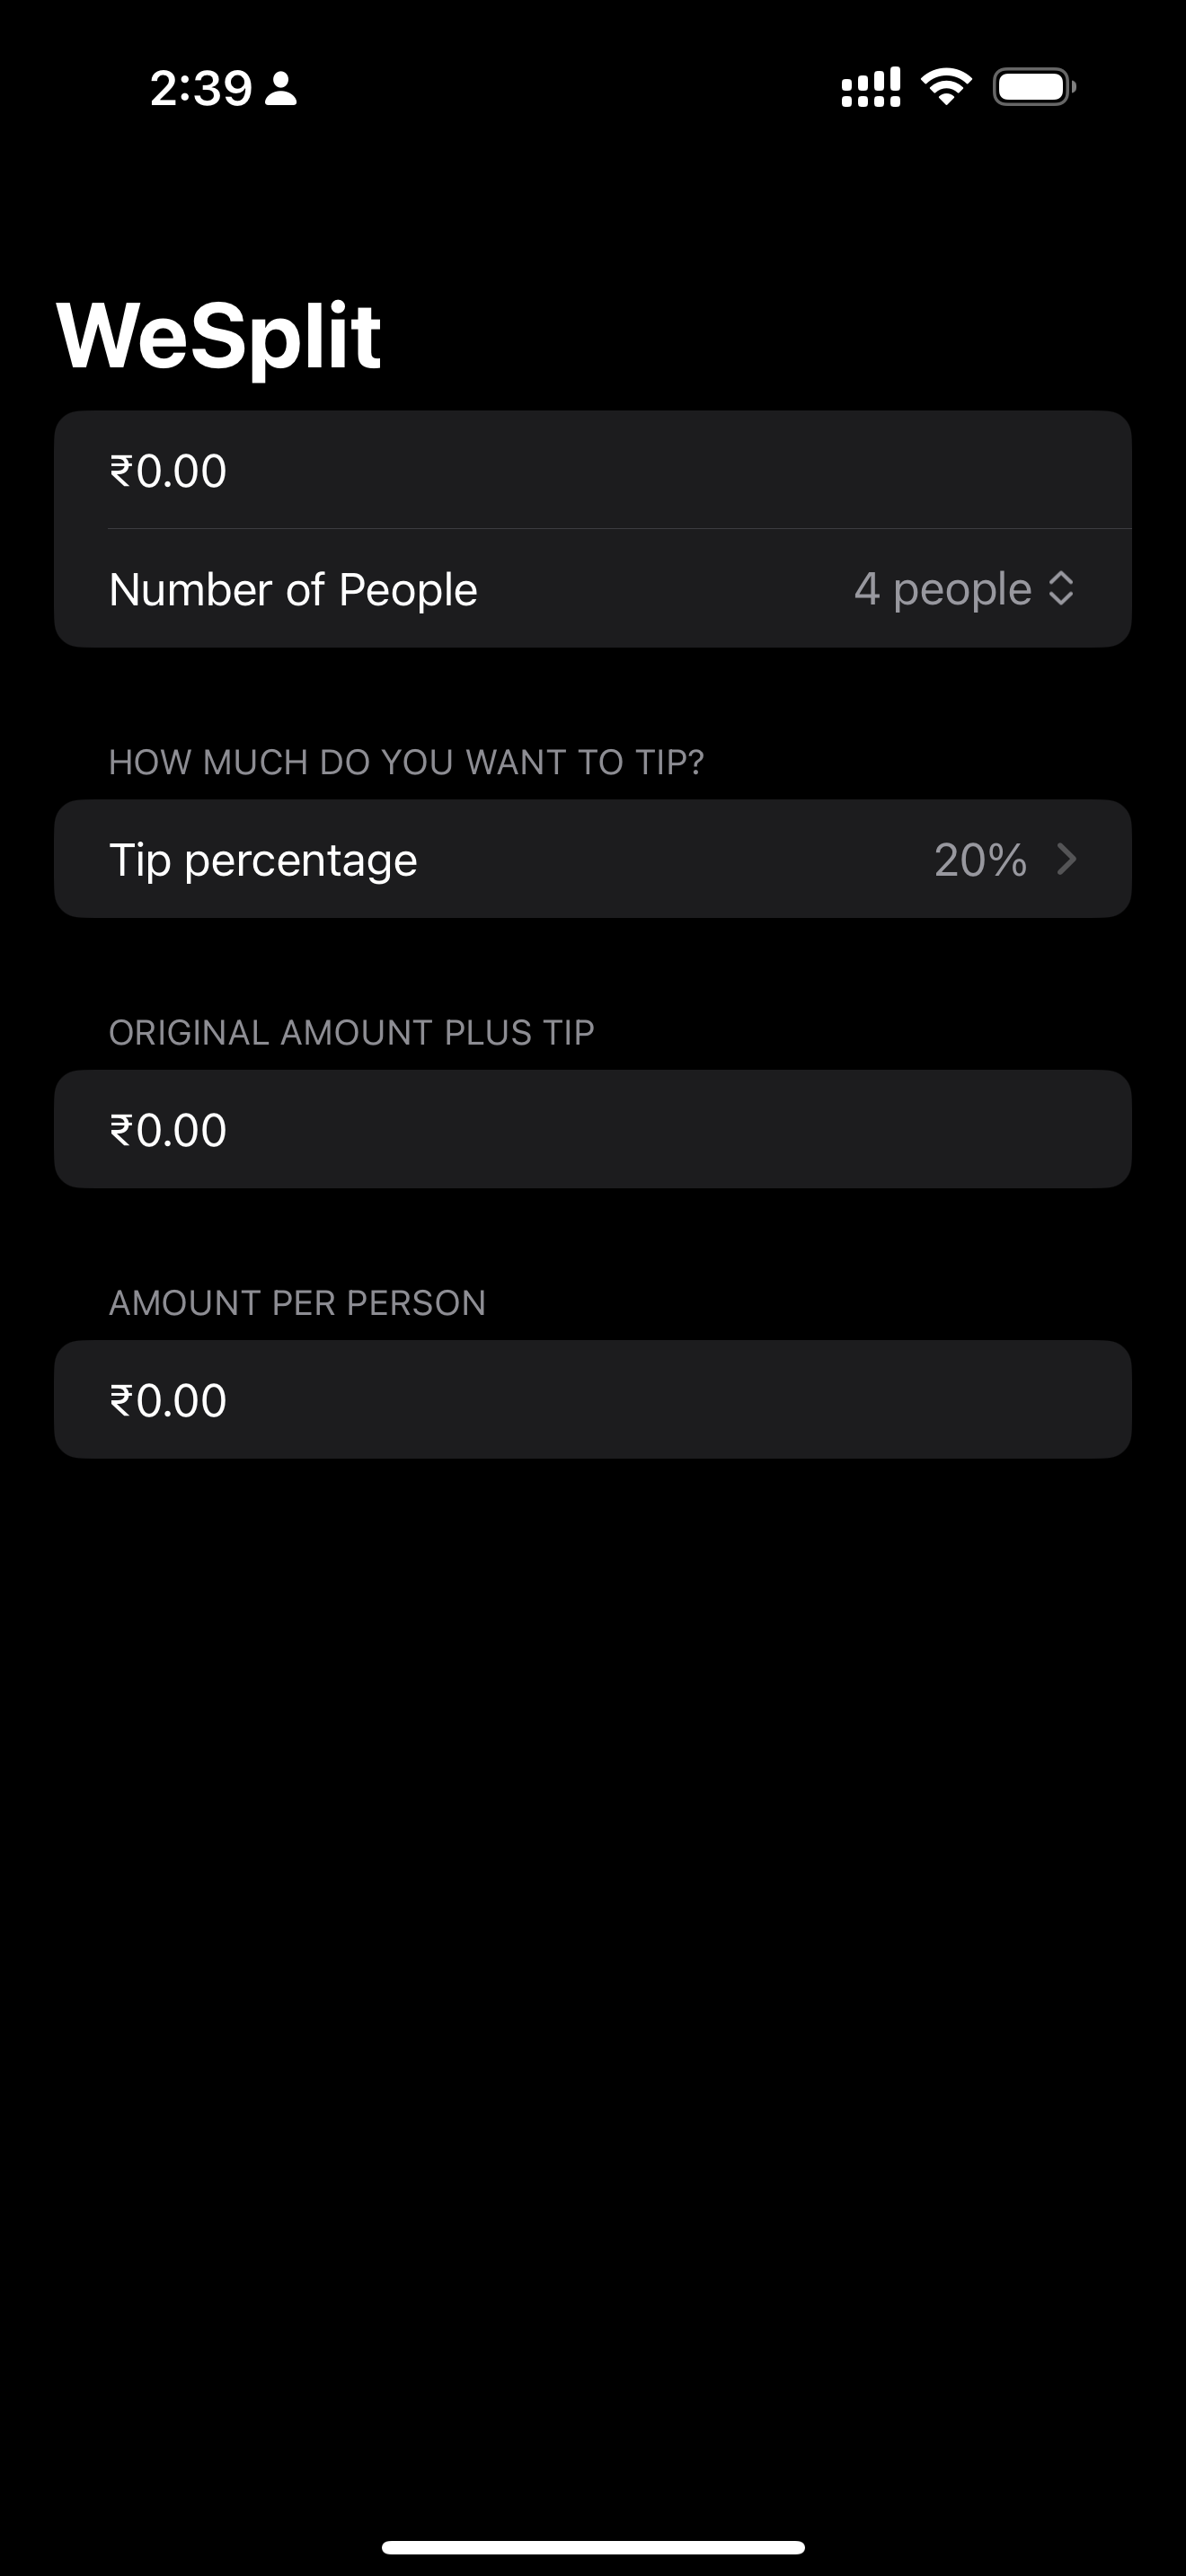 2:39
WeSplit
₹0.00
Number of People 4 people
HOW MUCH DO YOU WANT TO TIP?
Tip percentage 20%
ORIGINAL AMOUNT PLUS TIP
₹0.00
AMOUNT PER PERSON
₹0.00